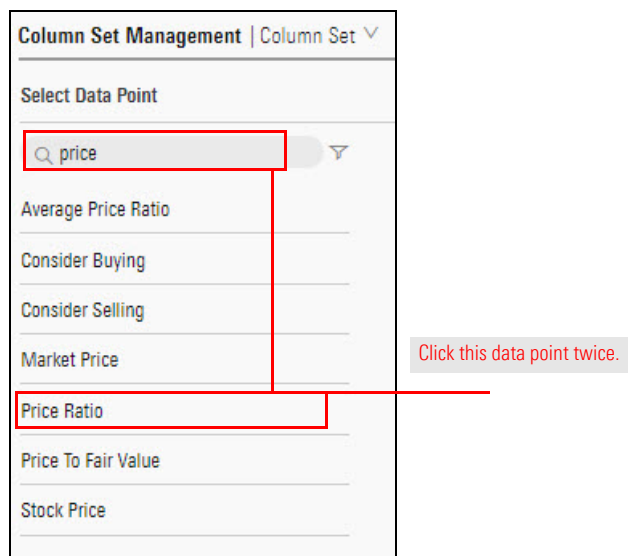 Column Set Management | Column Set
Select Data Point
price
Average Price Ratio
Consider Buying
Consider Selling
Market Price
Click this data point twice.
Price Ratio
Price To Fair Value
Stock Price